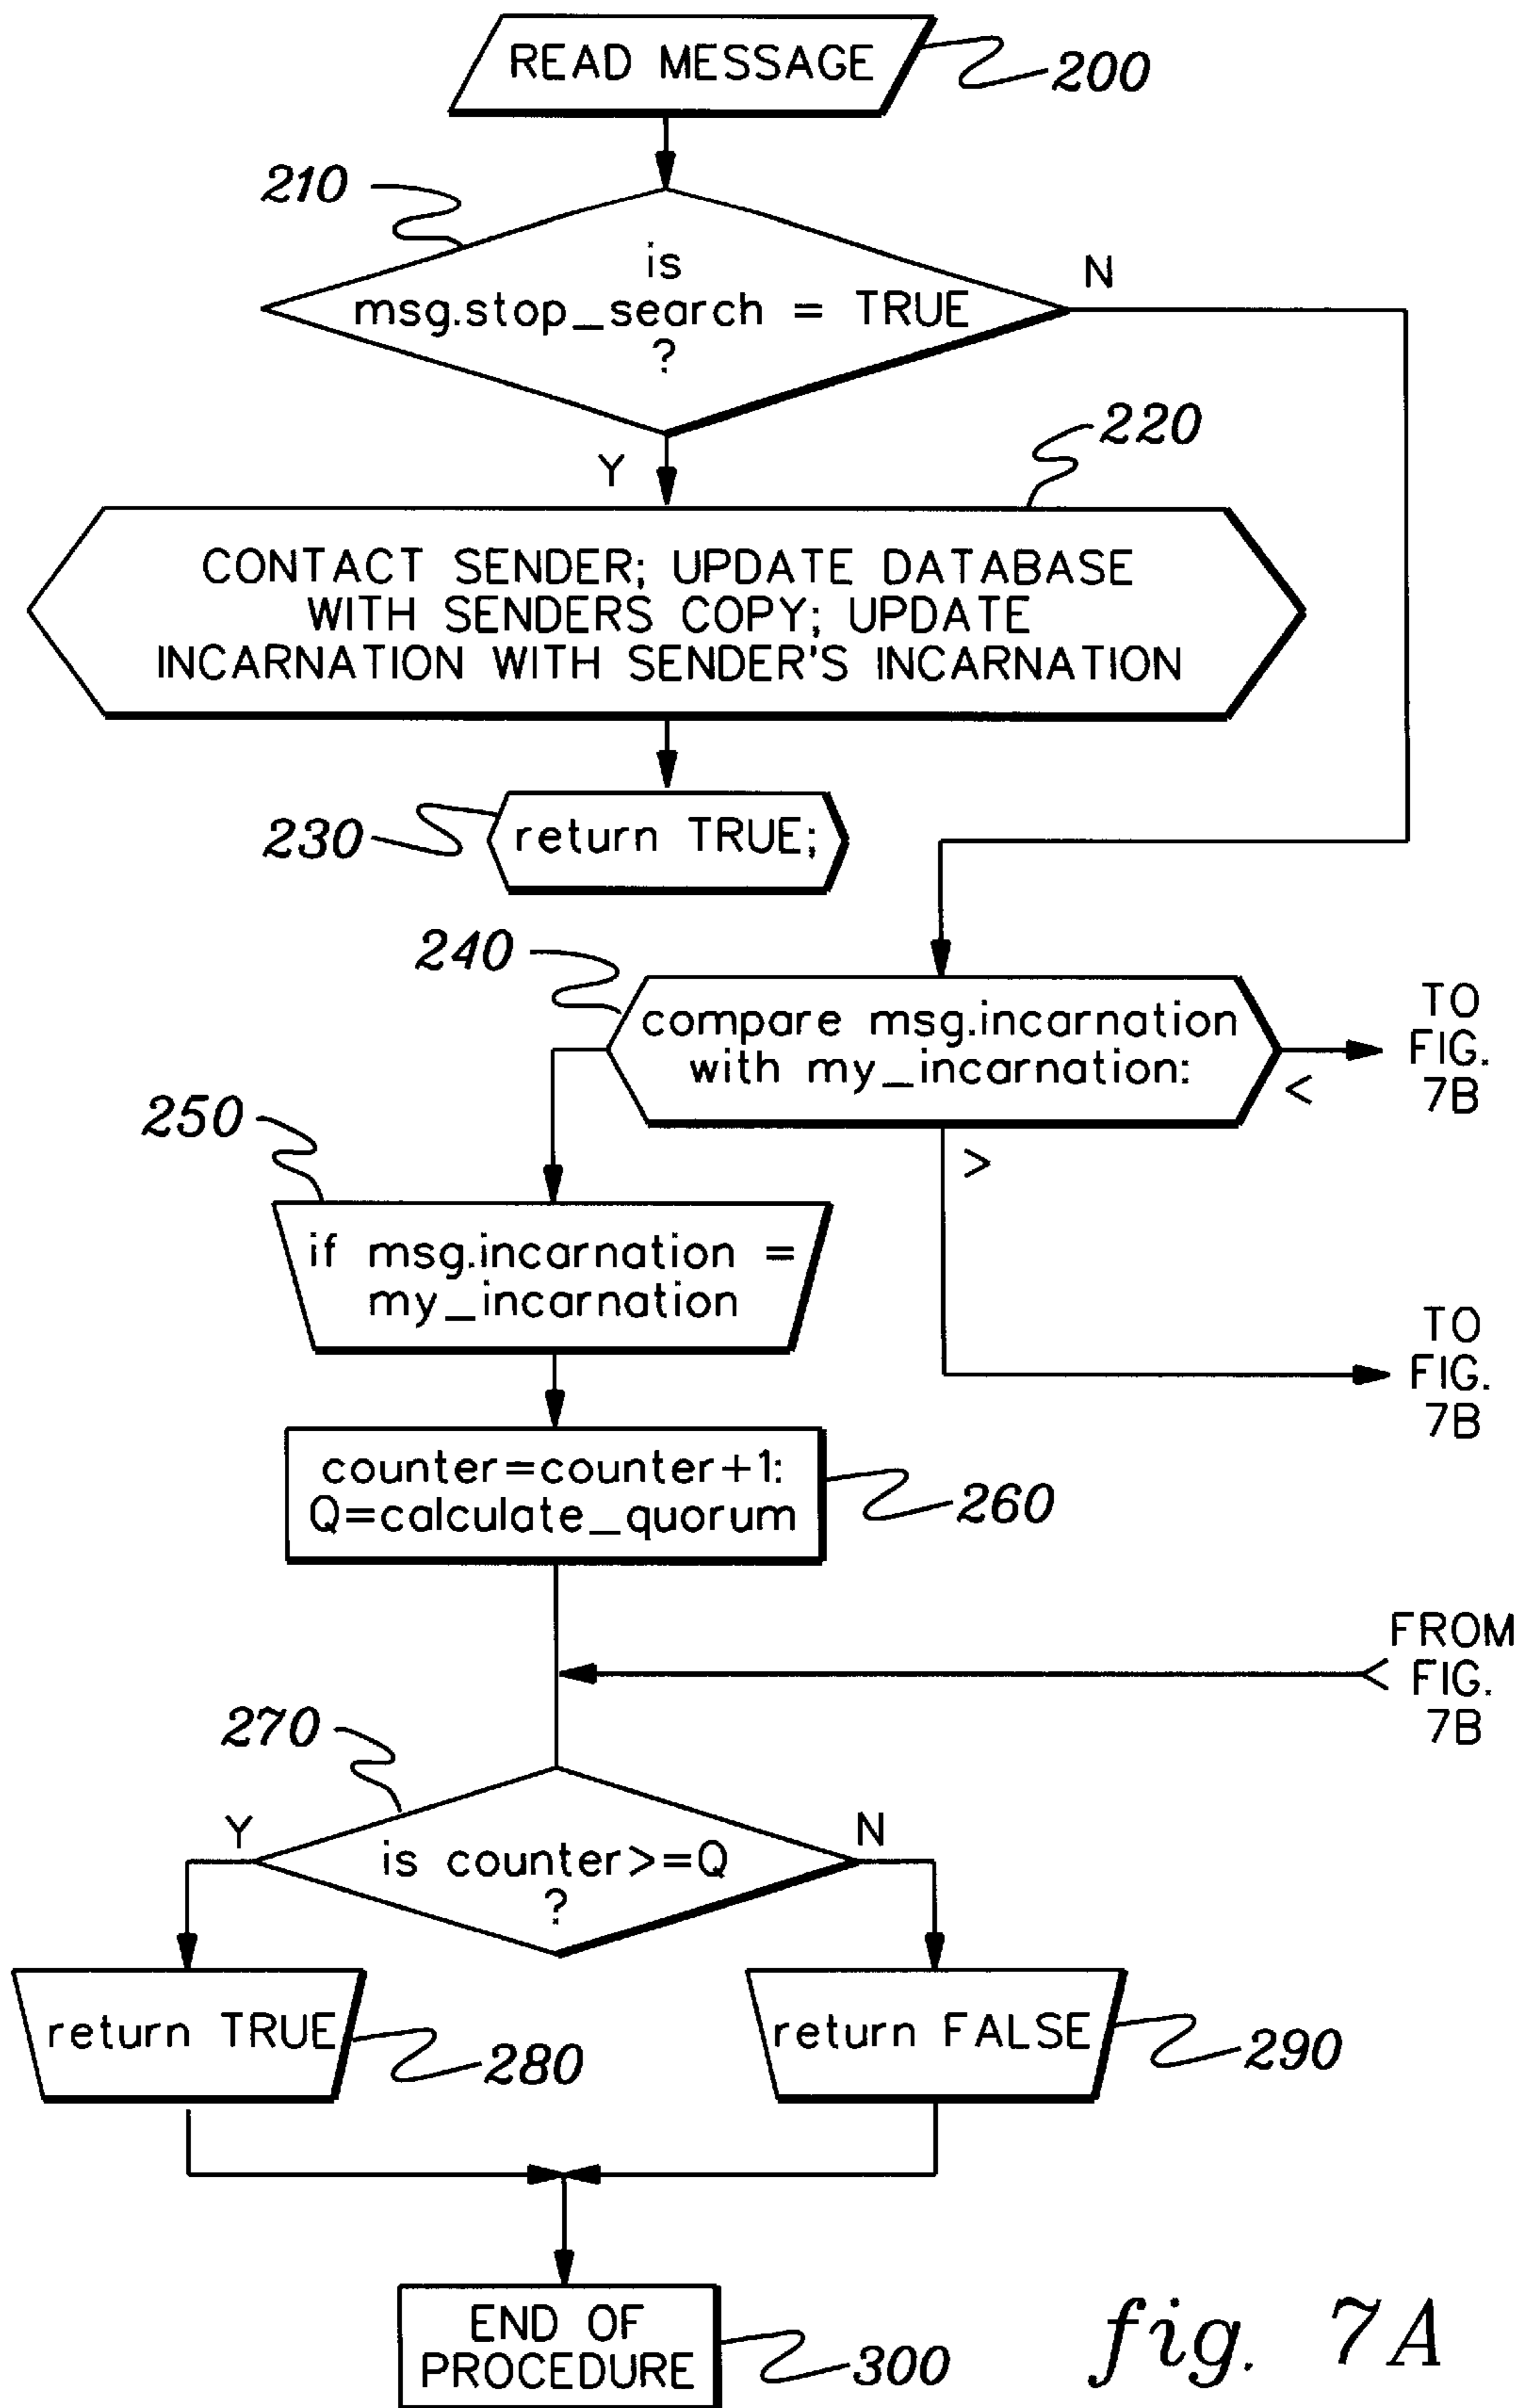 READ MESSAGE
200
210
is
msg.stop_search = TRUE
?
N
Y
220
CONTACT SENDER; UPDATE DATABASE
WITH SENDERS COPY; UPDATE
INCARNATION WITH SENDER'S INCARNATION
230
return TRUE;
240
compare msg.incarnation
with my_incarnation:
<
TO
FIG.
7B
>
TO
FIG.
7B
250
if msg.incarnation =
my_incarnation
counter=counter+1:
Q=calculate_quorum
260
FROM
FIG.
7B
270
Y
is counter>=Q
?
N
return TRUE
280
return FALSE
290
END OF
PROCEDURE
300
fig. 7A